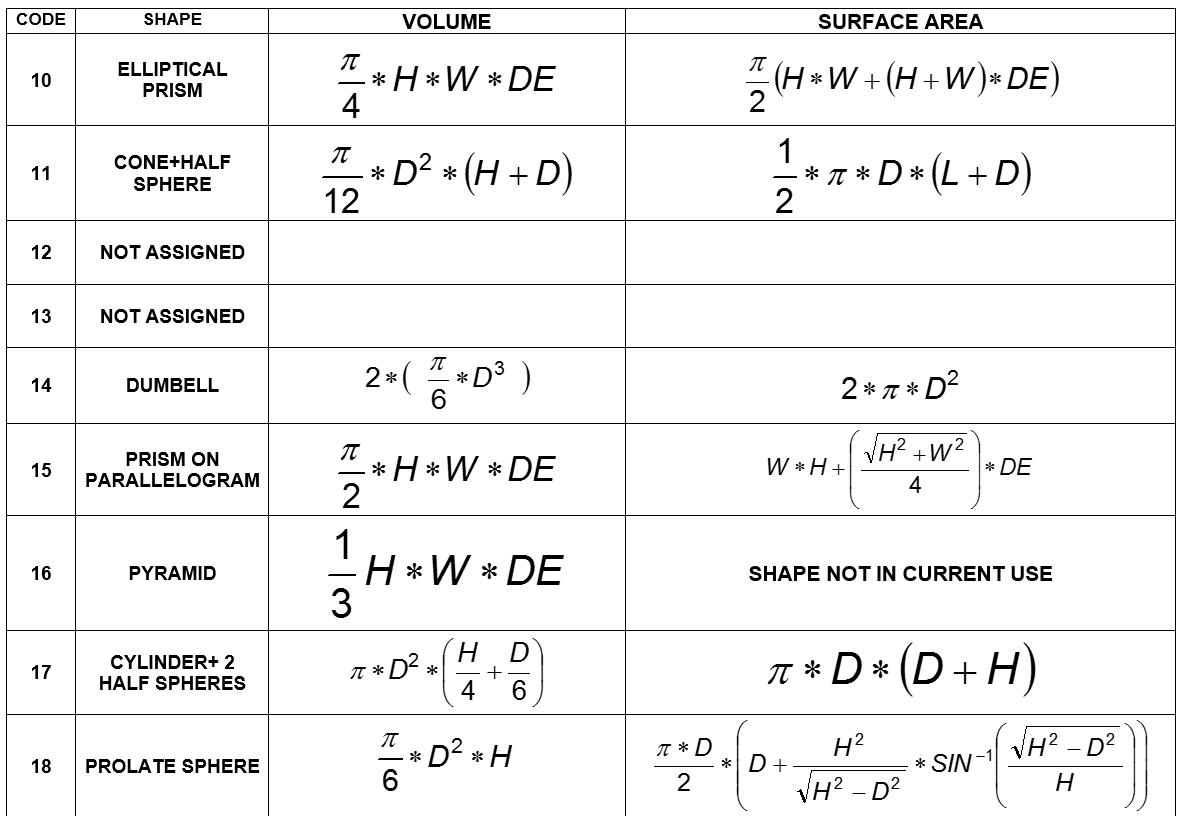 CODE SHAPE VOLUME SURFACE AREA
10 ELLIPTICAL PRISM π/4 * H * W * DE π/2 (H * W + (H + W) * DE)
11 CONE+HALF SPHERE π/12 * D² * (H + D) 1/2 * π * D * (L + D)
12 NOT ASSIGNED
13 NOT ASSIGNED
14 DUMBELL 2 * ( π/6 * D³ ) 2 * π * D²
15 PRISM ON PARALLELOGRAM π/2 * H * W * DE W * H + (√(H² + W²)/4) * DE
16 PYRAMID 1/3 H * W * DE SHAPE NOT IN CURRENT USE
17 CYLINDER+ 2 HALF SPHERES π * D² * (H/4 + D/6) π * D * (D + H)
18 PROLATE SPHERE π/6 * D² * H π * D/2 * (D + H²/√(H² − D²) * SIN⁻¹(√(H² − D²)/H))